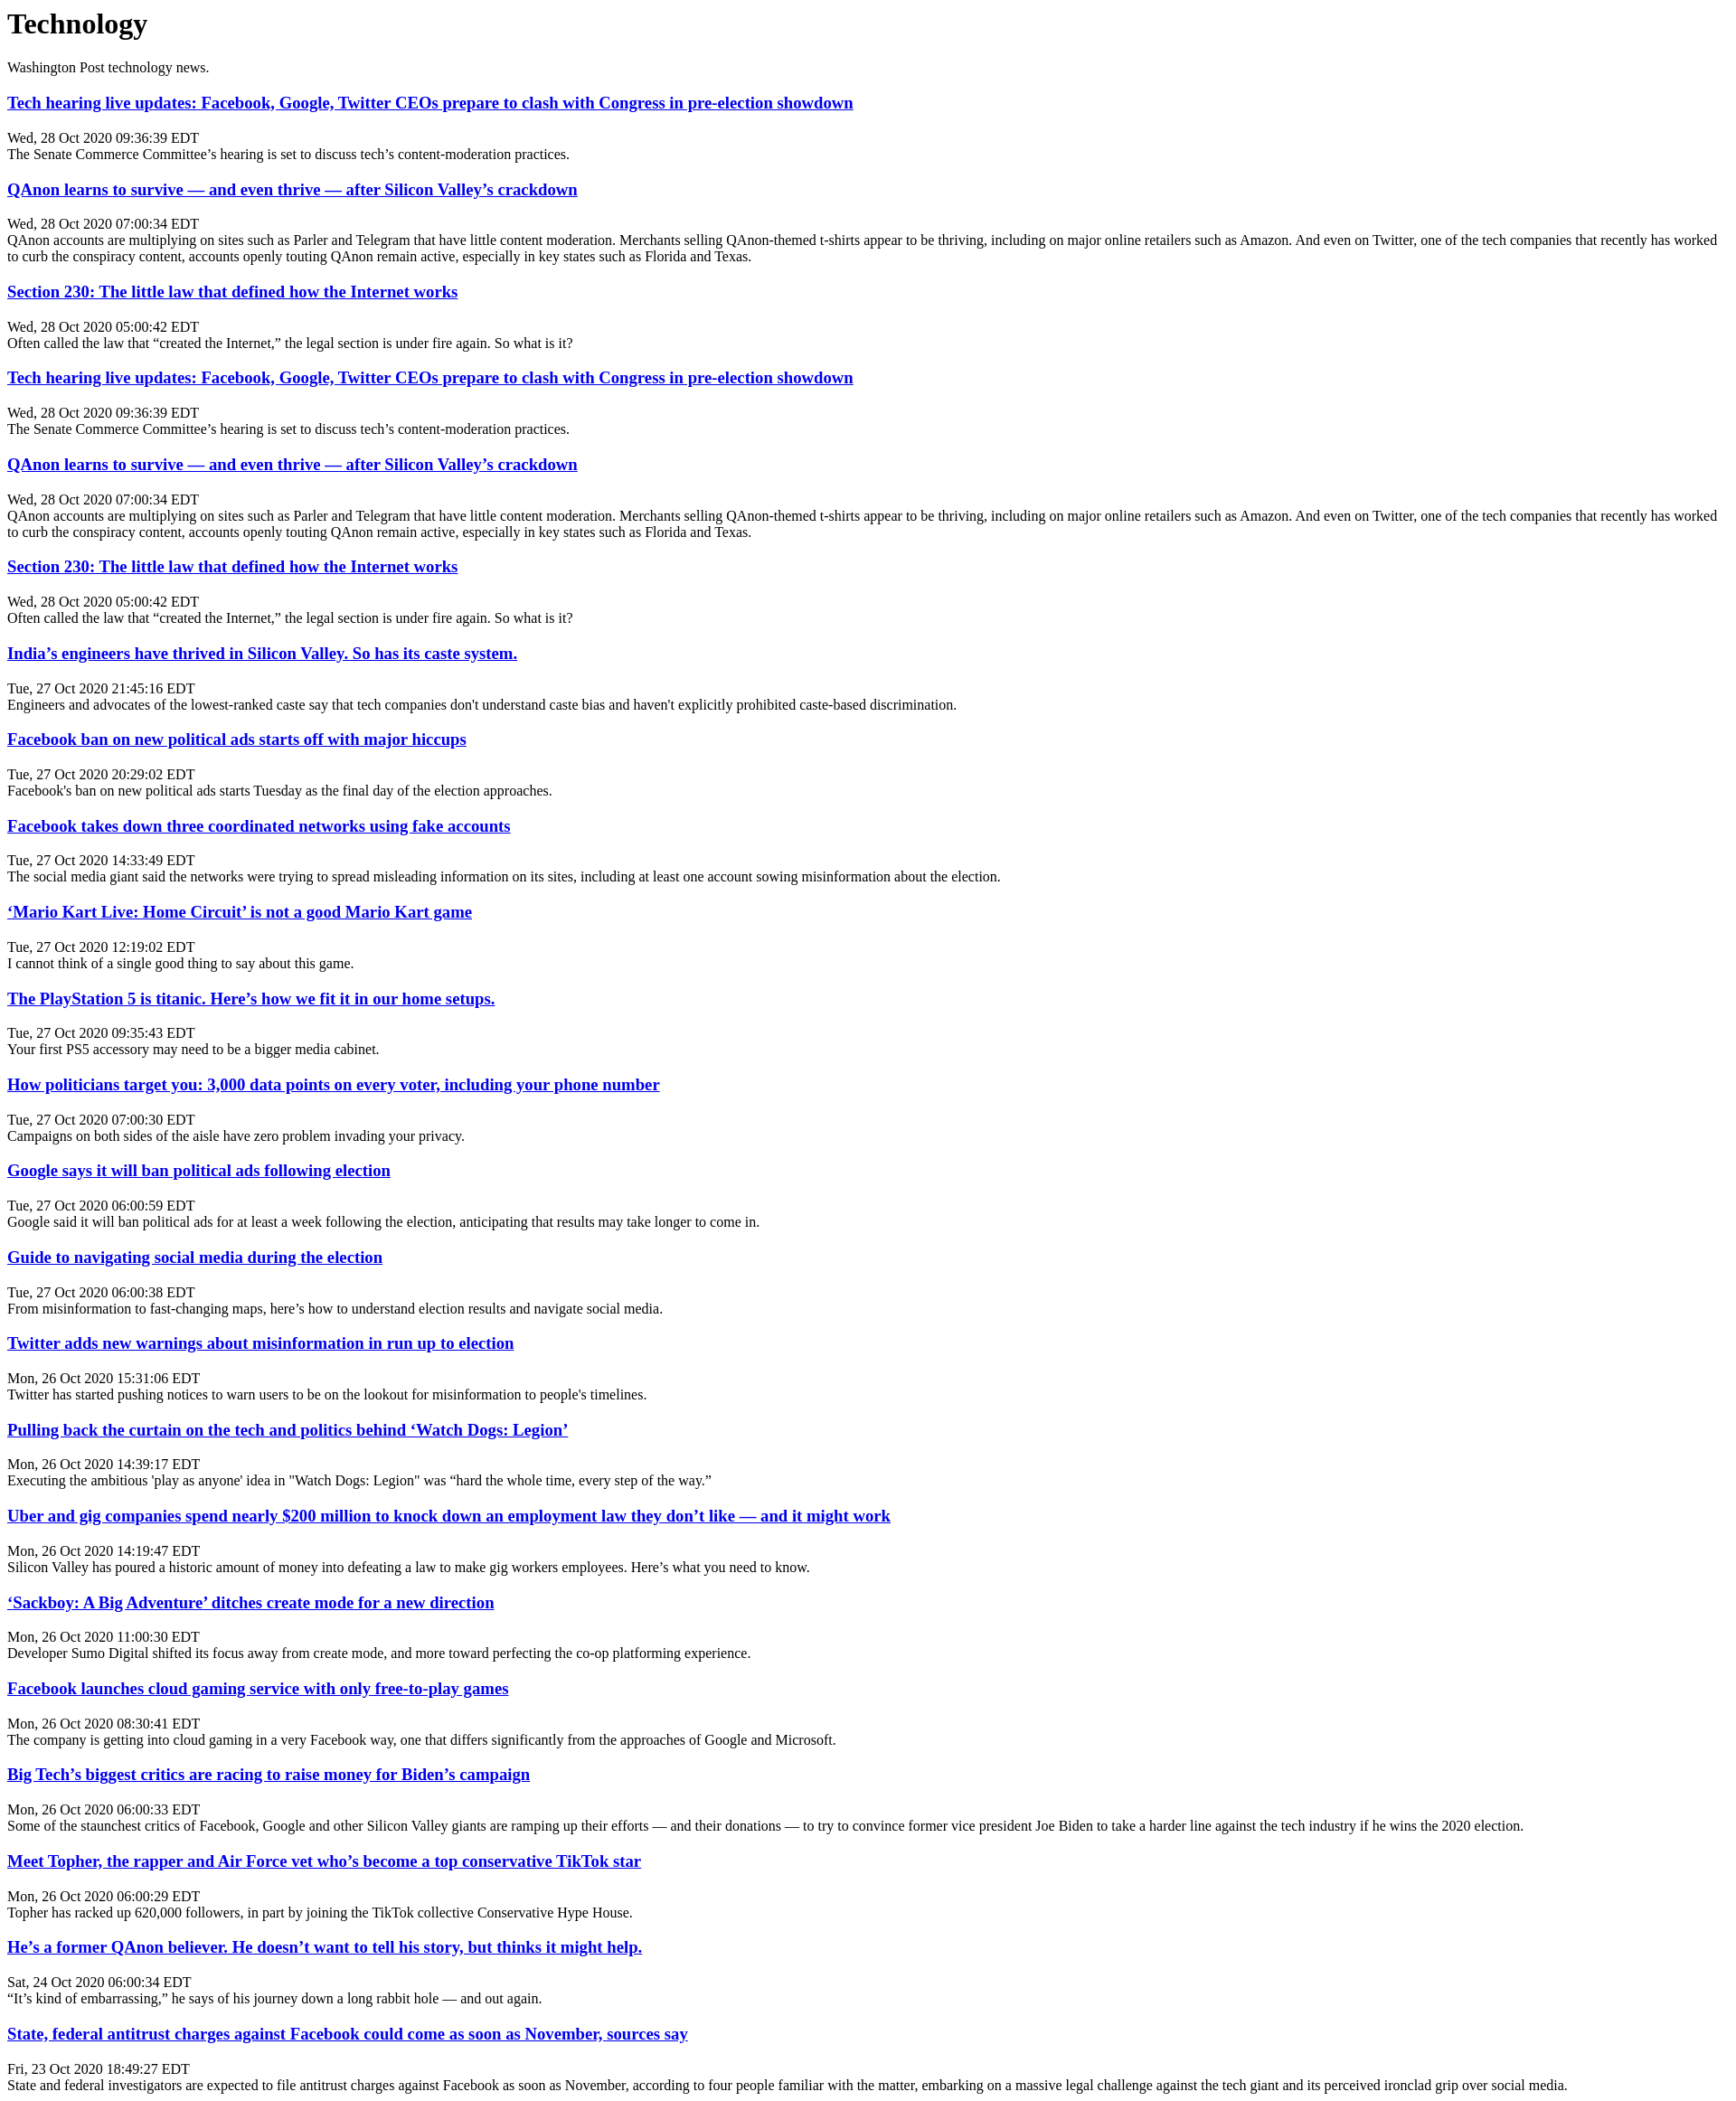 Technology
Washington Post technology news.
Tech hearing live updates: Facebook, Google, Twitter CEOs prepare to clash with Congress in pre-election showdown
Wed, 28 Oct 2020 09:36:39 EDT
The Senate Commerce Committee’s hearing is set to discuss tech’s content-moderation practices.
QAnon learns to survive — and even thrive — after Silicon Valley’s crackdown
Wed, 28 Oct 2020 07:00:34 EDT
QAnon accounts are multiplying on sites such as Parler and Telegram that have little content moderation. Merchants selling QAnon-themed t-shirts appear to be thriving, including on major online retailers such as Amazon. And even on Twitter, one of the tech companies that recently has worked
to curb the conspiracy content, accounts openly touting QAnon remain active, especially in key states such as Florida and Texas.
Section 230: The little law that defined how the Internet works
Wed, 28 Oct 2020 05:00:42 EDT
Often called the law that “created the Internet,” the legal section is under fire again. So what is it?
Tech hearing live updates: Facebook, Google, Twitter CEOs prepare to clash with Congress in pre-election showdown
Wed, 28 Oct 2020 09:36:39 EDT
The Senate Commerce Committee’s hearing is set to discuss tech’s content-moderation practices.
QAnon learns to survive — and even thrive — after Silicon Valley’s crackdown
Wed, 28 Oct 2020 07:00:34 EDT
QAnon accounts are multiplying on sites such as Parler and Telegram that have little content moderation. Merchants selling QAnon-themed t-shirts appear to be thriving, including on major online retailers such as Amazon. And even on Twitter, one of the tech companies that recently has worked
to curb the conspiracy content, accounts openly touting QAnon remain active, especially in key states such as Florida and Texas.
Section 230: The little law that defined how the Internet works
Wed, 28 Oct 2020 05:00:42 EDT
Often called the law that “created the Internet,” the legal section is under fire again. So what is it?
India’s engineers have thrived in Silicon Valley. So has its caste system.
Tue, 27 Oct 2020 21:45:16 EDT
Engineers and advocates of the lowest-ranked caste say that tech companies don't understand caste bias and haven't explicitly prohibited caste-based discrimination.
Facebook ban on new political ads starts off with major hiccups
Tue, 27 Oct 2020 20:29:02 EDT
Facebook's ban on new political ads starts Tuesday as the final day of the election approaches.
Facebook takes down three coordinated networks using fake accounts
Tue, 27 Oct 2020 14:33:49 EDT
The social media giant said the networks were trying to spread misleading information on its sites, including at least one account sowing misinformation about the election.
‘Mario Kart Live: Home Circuit’ is not a good Mario Kart game
Tue, 27 Oct 2020 12:19:02 EDT
I cannot think of a single good thing to say about this game.
The PlayStation 5 is titanic. Here’s how we fit it in our home setups.
Tue, 27 Oct 2020 09:35:43 EDT
Your first PS5 accessory may need to be a bigger media cabinet.
How politicians target you: 3,000 data points on every voter, including your phone number
Tue, 27 Oct 2020 07:00:30 EDT
Campaigns on both sides of the aisle have zero problem invading your privacy.
Google says it will ban political ads following election
Tue, 27 Oct 2020 06:00:59 EDT
Google said it will ban political ads for at least a week following the election, anticipating that results may take longer to come in.
Guide to navigating social media during the election
Tue, 27 Oct 2020 06:00:38 EDT
From misinformation to fast-changing maps, here’s how to understand election results and navigate social media.
Twitter adds new warnings about misinformation in run up to election
Mon, 26 Oct 2020 15:31:06 EDT
Twitter has started pushing notices to warn users to be on the lookout for misinformation to people's timelines.
Pulling back the curtain on the tech and politics behind ‘Watch Dogs: Legion’
Mon, 26 Oct 2020 14:39:17 EDT
Executing the ambitious 'play as anyone' idea in "Watch Dogs: Legion" was “hard the whole time, every step of the way.”
Uber and gig companies spend nearly $200 million to knock down an employment law they don’t like — and it might work
Mon, 26 Oct 2020 14:19:47 EDT
Silicon Valley has poured a historic amount of money into defeating a law to make gig workers employees. Here’s what you need to know.
‘Sackboy: A Big Adventure’ ditches create mode for a new direction
Mon, 26 Oct 2020 11:00:30 EDT
Developer Sumo Digital shifted its focus away from create mode, and more toward perfecting the co-op platforming experience.
Facebook launches cloud gaming service with only free-to-play games
Mon, 26 Oct 2020 08:30:41 EDT
The company is getting into cloud gaming in a very Facebook way, one that differs significantly from the approaches of Google and Microsoft.
Big Tech’s biggest critics are racing to raise money for Biden’s campaign
Mon, 26 Oct 2020 06:00:33 EDT
Some of the staunchest critics of Facebook, Google and other Silicon Valley giants are ramping up their efforts — and their donations — to try to convince former vice president Joe Biden to take a harder line against the tech industry if he wins the 2020 election.
Meet Topher, the rapper and Air Force vet who’s become a top conservative TikTok star
Mon, 26 Oct 2020 06:00:29 EDT
Topher has racked up 620,000 followers, in part by joining the TikTok collective Conservative Hype House.
He’s a former QAnon believer. He doesn’t want to tell his story, but thinks it might help.
Sat, 24 Oct 2020 06:00:34 EDT
“It’s kind of embarrassing,” he says of his journey down a long rabbit hole — and out again.
State, federal antitrust charges against Facebook could come as soon as November, sources say
Fri, 23 Oct 2020 18:49:27 EDT
State and federal investigators are expected to file antitrust charges against Facebook as soon as November, according to four people familiar with the matter, embarking on a massive legal challenge against the tech giant and its perceived ironclad grip over social media.